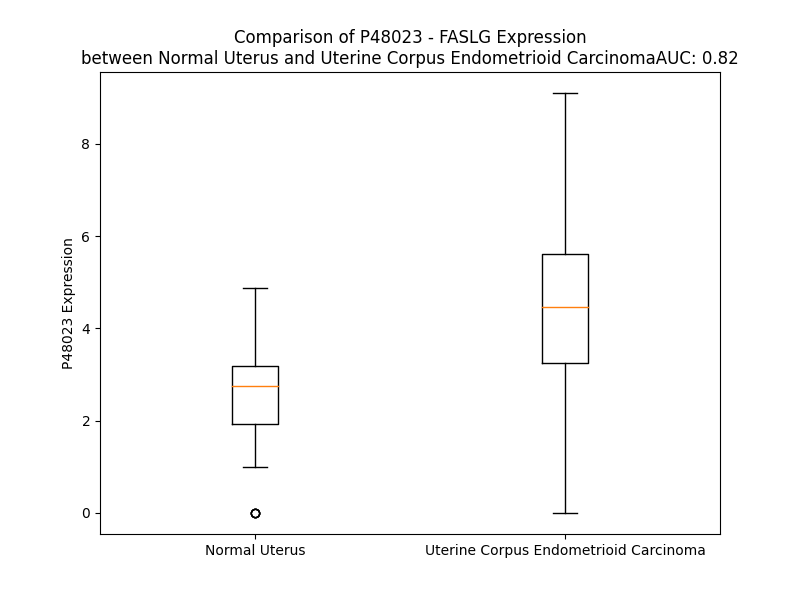 Comparison of P48023 - FASLG Expression
between Normal Uterus and Uterine Corpus Endometrioid CarcinomaAUC: 0.82
P48023 Expression
8
6
4
2
0
Normal Uterus
Uterine Corpus Endometrioid Carcinoma